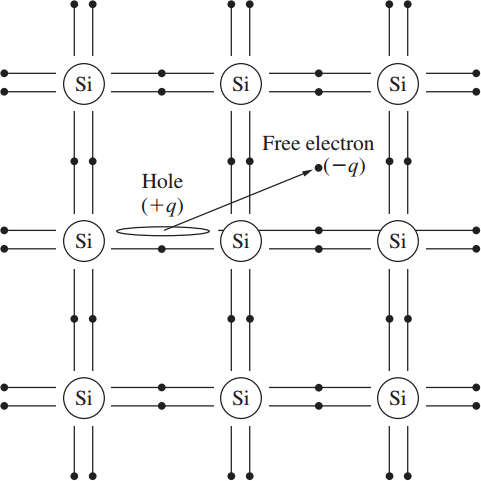 Si Si Si
Free electron
(−q)
Hole
(+q)
Si Si Si
Si Si Si